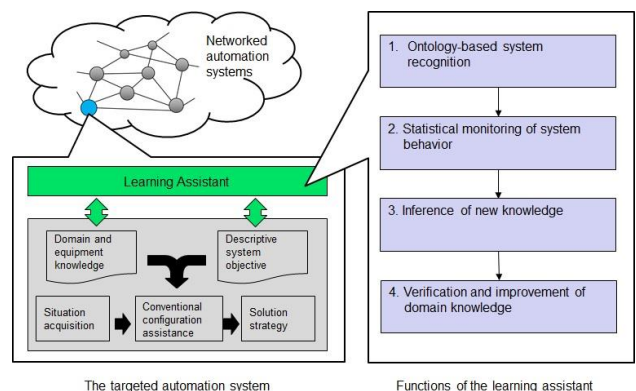 Networked
automation
systems
Learning Assistant
Domain and
equipment
knowledge
Descriptive
system
objective
Situation
acquisition
Conventional
configuration
assistance
Solution
strategy
The targeted automation system
1. Ontology-based system
recognition
2. Statistical monitoring of system
behavior
3. Inference of new knowledge
4. Verification and improvement of
domain knowledge
Functions of the learning assistant